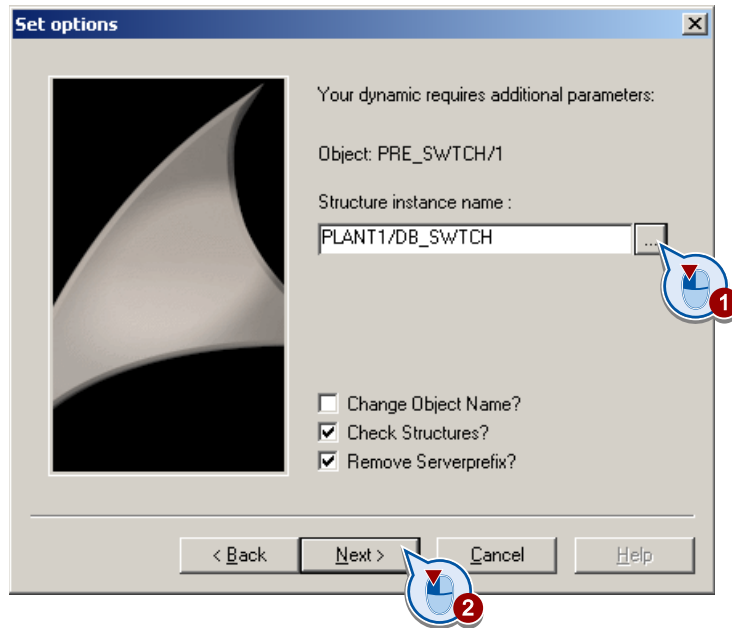 Set options
Your dynamic requires additional parameters:
Object: PRE_SWTCH/1
Structure instance name :
PLANT1/DB_SWTCH
...
1
Change Object Name?
Check Structures?
Remove Serverprefix?
< Back
Next >
Cancel
Help
2